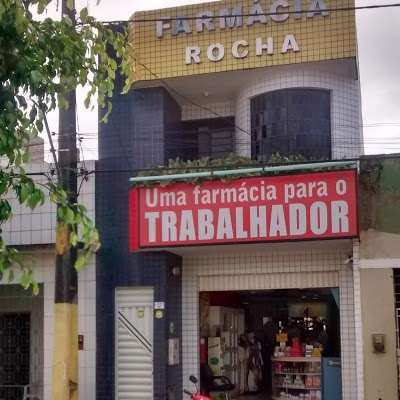 FARMÁCIA
ROCHA
Uma farmácia para o
TRABALHADOR